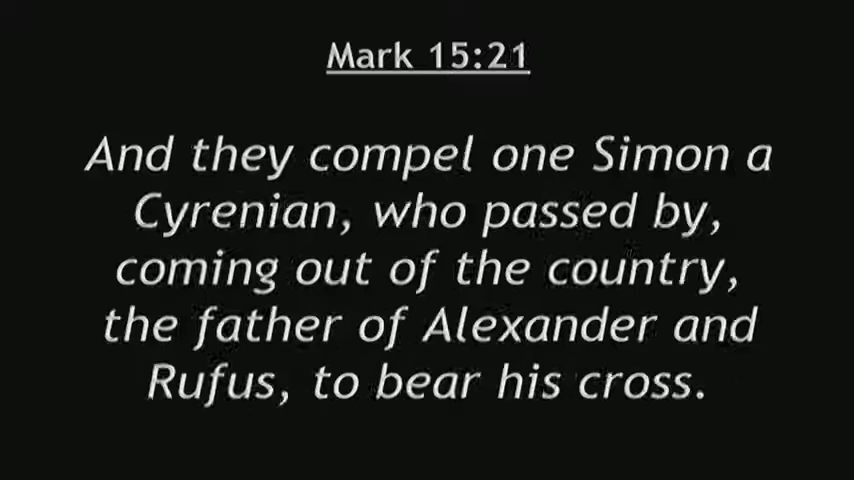 Mark 15:21
And they compel one Simon a
Cyrenian, who passed by,
coming out of the country,
the father of Alexander and
Rufus, to bear his cross.